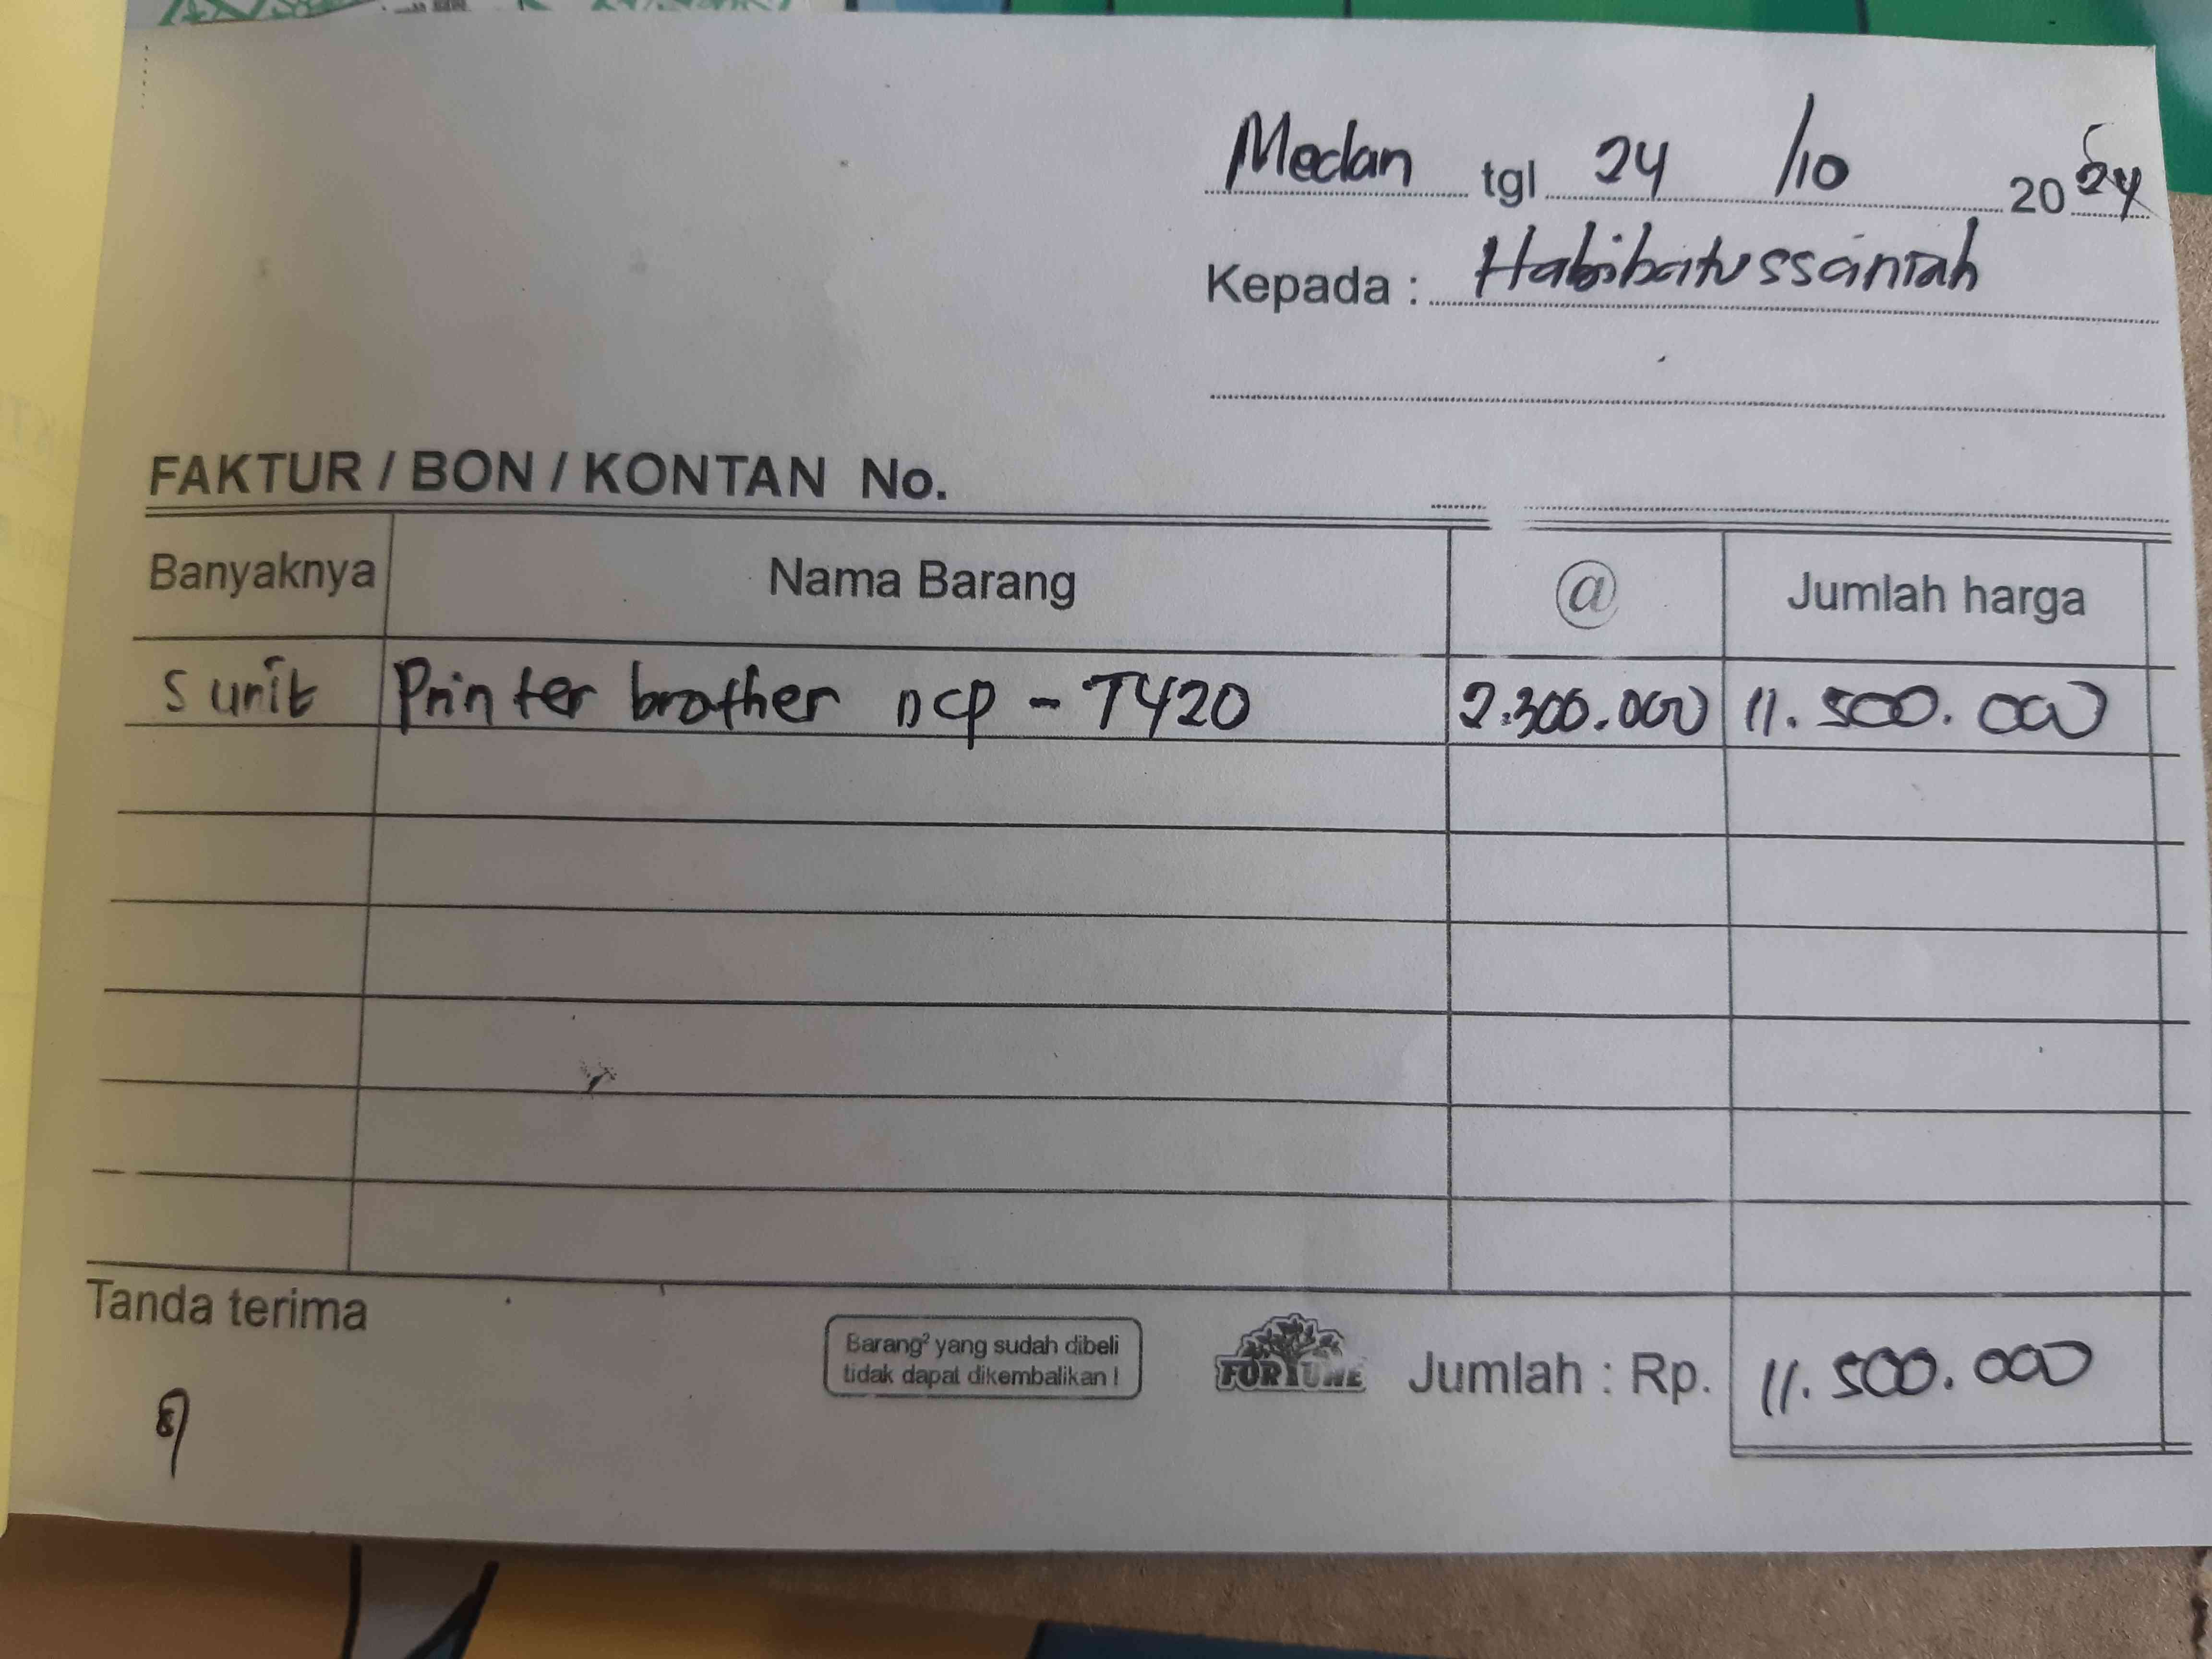 Medan tgl 24 /10 2024
Kepada : Habibatussaniah
FAKTUR / BON / KONTAN No.
Banyaknya Nama Barang @ Jumlah harga
5 unit Printer brother DCP - T420 2.300.000 11.500.000
Tanda terima
Barang² yang sudah dibeli
tidak dapat dikembalikan !
FORTUNE
Jumlah : Rp. 11.500.000